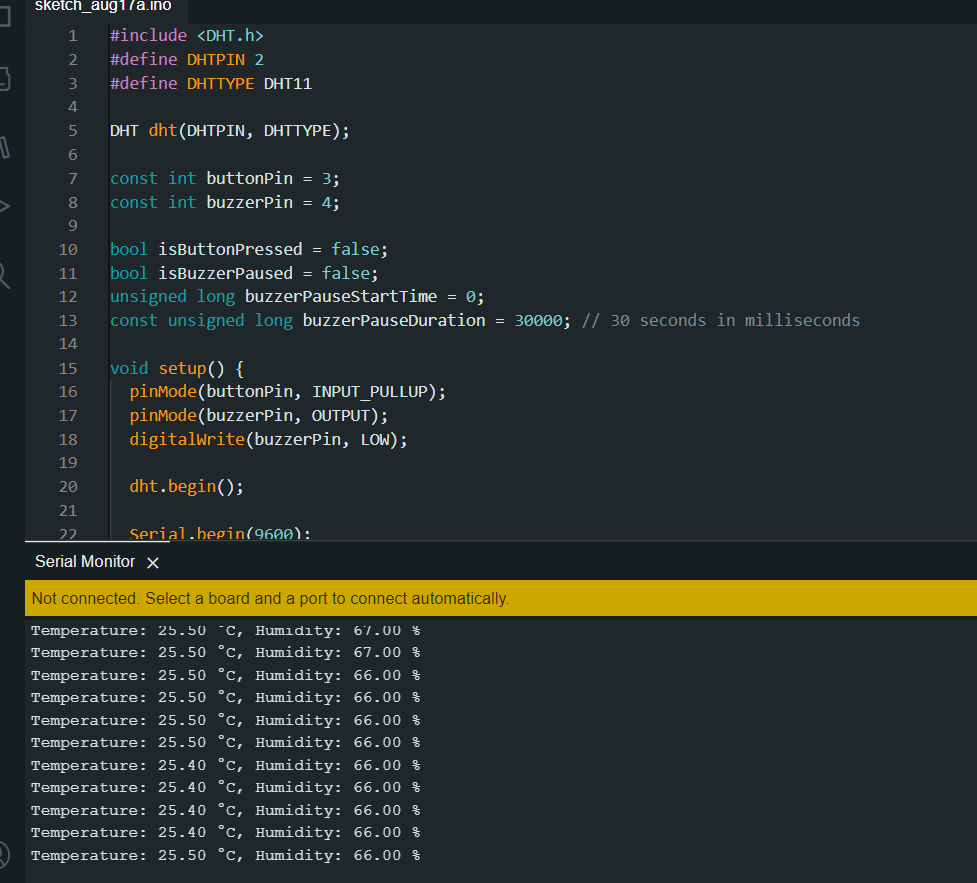 sketch_aug17a.ino
1 #include <DHT.h>
2 #define DHTPIN 2
3 #define DHTTYPE DHT11
4
5 DHT dht(DHTPIN, DHTTYPE);
6
7 const int buttonPin = 3;
8 const int buzzerPin = 4;
9
10 bool isButtonPressed = false;
11 bool isBuzzerPaused = false;
12 unsigned long buzzerPauseStartTime = 0;
13 const unsigned long buzzerPauseDuration = 30000; // 30 seconds in milliseconds
14
15 void setup() {
16 pinMode(buttonPin, INPUT_PULLUP);
17 pinMode(buzzerPin, OUTPUT);
18 digitalWrite(buzzerPin, LOW);
19
20 dht.begin();
21
22 Serial.begin(9600);
Serial Monitor ×
Not connected. Select a board and a port to connect automatically.
Temperature: 25.50 °C, Humidity: 67.00 %
Temperature: 25.50 °C, Humidity: 67.00 %
Temperature: 25.50 °C, Humidity: 66.00 %
Temperature: 25.50 °C, Humidity: 66.00 %
Temperature: 25.50 °C, Humidity: 66.00 %
Temperature: 25.50 °C, Humidity: 66.00 %
Temperature: 25.40 °C, Humidity: 66.00 %
Temperature: 25.40 °C, Humidity: 66.00 %
Temperature: 25.40 °C, Humidity: 66.00 %
Temperature: 25.40 °C, Humidity: 66.00 %
Temperature: 25.50 °C, Humidity: 66.00 %